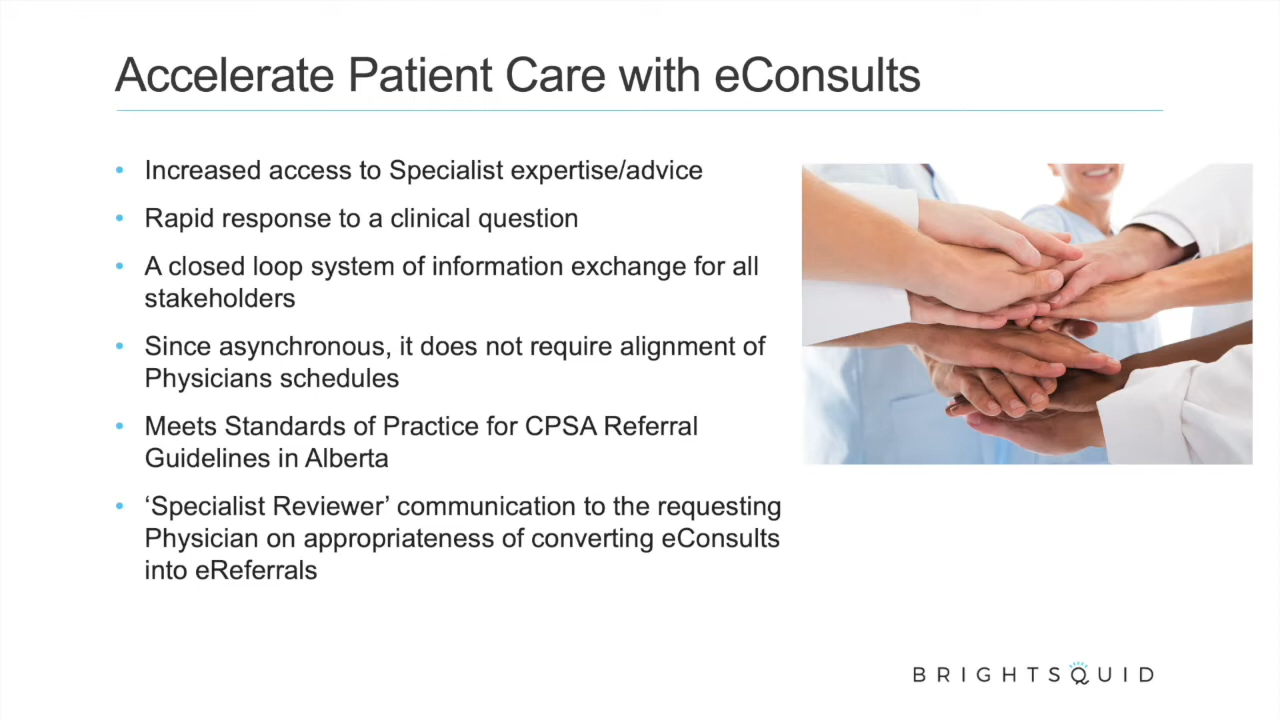 Accelerate Patient Care with eConsults
• Increased access to Specialist expertise/advice
• Rapid response to a clinical question
• A closed loop system of information exchange for all
stakeholders
• Since asynchronous, it does not require alignment of
Physicians schedules
• Meets Standards of Practice for CPSA Referral
Guidelines in Alberta
• ‘Specialist Reviewer’ communication to the requesting
Physician on appropriateness of converting eConsults
into eReferrals
BRIGHTSQUID